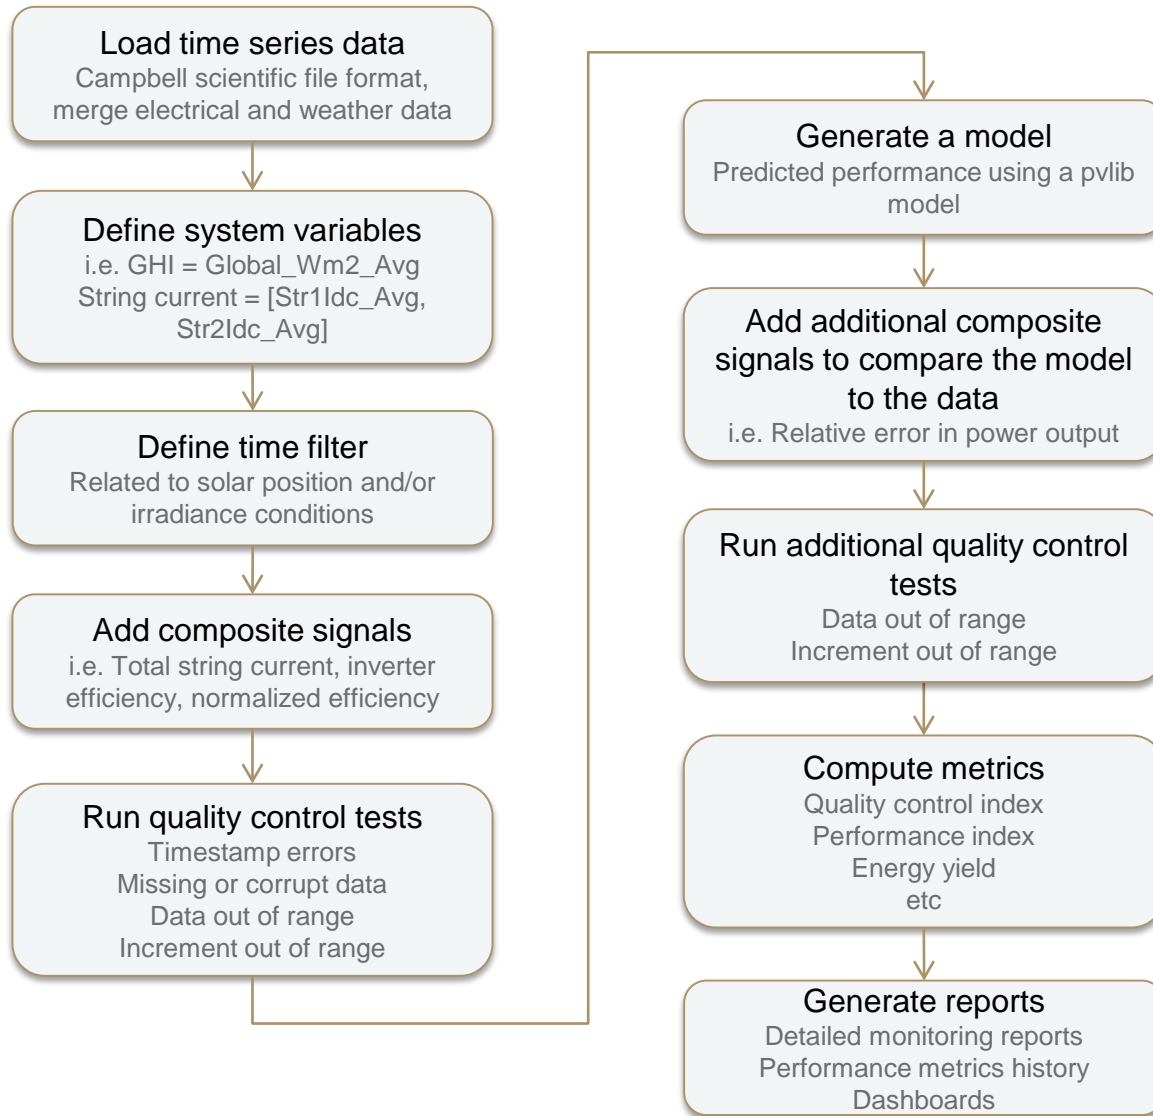 Load time series data
Campbell scientific file format,
merge electrical and weather data
Define system variables
i.e. GHI = Global_Wm2_Avg
String current = [Str1Idc_Avg,
Str2Idc_Avg]
Define time filter
Related to solar position and/or
irradiance conditions
Add composite signals
i.e. Total string current, inverter
efficiency, normalized efficiency
Run quality control tests
Timestamp errors
Missing or corrupt data
Data out of range
Increment out of range
Generate a model
Predicted performance using a pvlib
model
Add additional composite
signals to compare the model
to the data
i.e. Relative error in power output
Run additional quality control
tests
Data out of range
Increment out of range
Compute metrics
Quality control index
Performance index
Energy yield
etc
Generate reports
Detailed monitoring reports
Performance metrics history
Dashboards